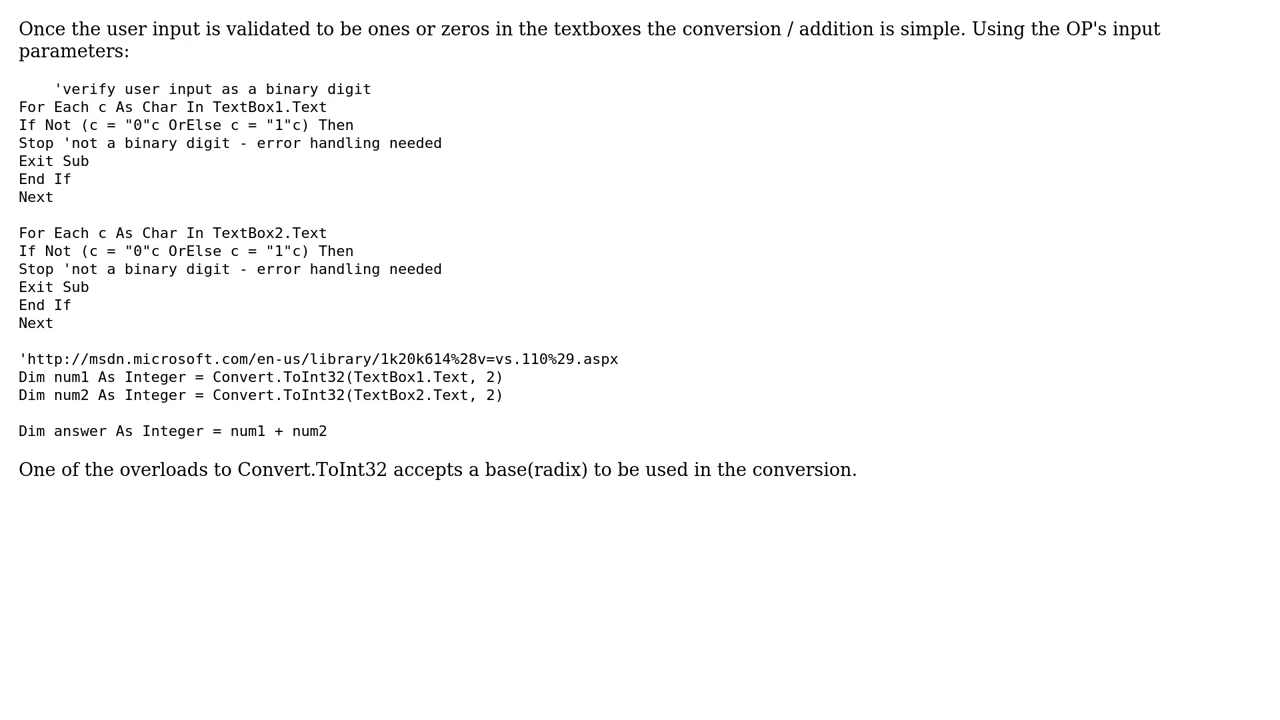 Once the user input is validated to be ones or zeros in the textboxes the conversion / addition is simple. Using the OP's input
parameters:
'verify user input as a binary digit
For Each c As Char In TextBox1.Text
If Not (c = "0"c OrElse c = "1"c) Then
Stop 'not a binary digit - error handling needed
Exit Sub
End If
Next
For Each c As Char In TextBox2.Text
If Not (c = "0"c OrElse c = "1"c) Then
Stop 'not a binary digit - error handling needed
Exit Sub
End If
Next
'http://msdn.microsoft.com/en-us/library/1k20k614%28v=vs.110%29.aspx
Dim num1 As Integer = Convert.ToInt32(TextBox1.Text, 2)
Dim num2 As Integer = Convert.ToInt32(TextBox2.Text, 2)
Dim answer As Integer = num1 + num2
One of the overloads to Convert.ToInt32 accepts a base(radix) to be used in the conversion.